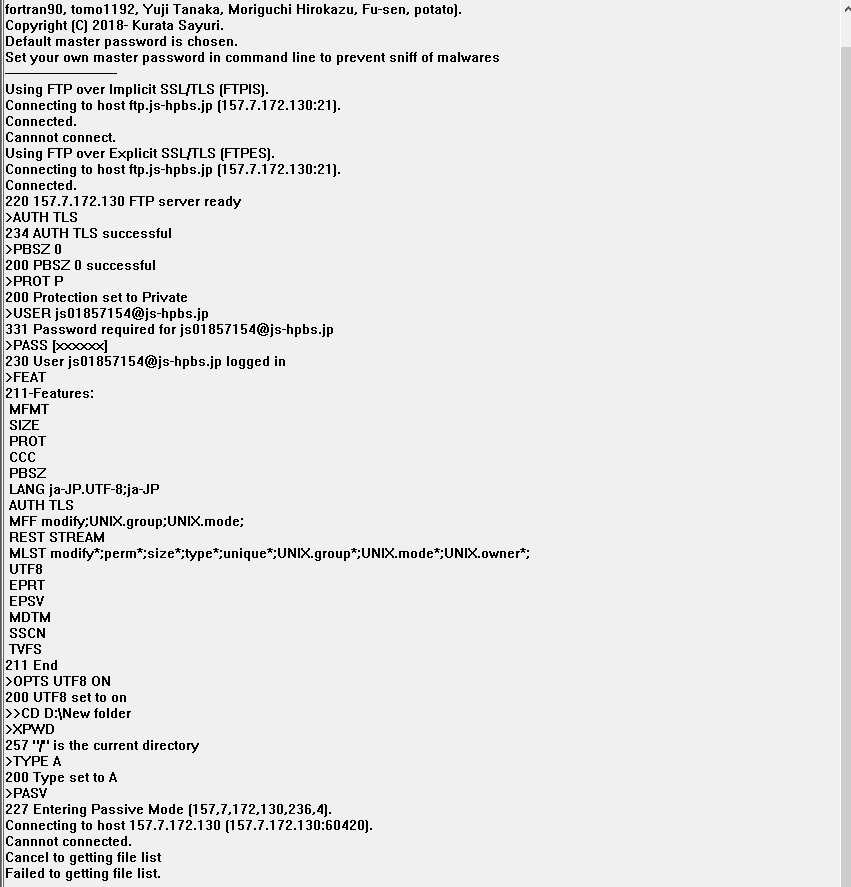 fortran90, tomo1192, Yuji Tanaka, Moriguchi Hirokazu, Fu-sen, potato).
Copyright (C) 2018- Kurata Sayuri.
Default master password is chosen.
Set your own master password in command line to prevent sniff of malwares
----------------------------
Using FTP over Implicit SSL/TLS (FTPIS).
Connecting to host ftp.js-hpbs.jp (157.7.172.130:21).
Connected.
Cannnot connect.
Using FTP over Explicit SSL/TLS (FTPES).
Connecting to host ftp.js-hpbs.jp (157.7.172.130:21).
Connected.
220 157.7.172.130 FTP server ready
>AUTH TLS
234 AUTH TLS successful
>PBSZ 0
200 PBSZ 0 successful
>PROT P
200 Protection set to Private
>USER js01857154@js-hpbs.jp
331 Password required for js01857154@js-hpbs.jp
>PASS [xxxxxx]
230 User js01857154@js-hpbs.jp logged in
>FEAT
211-Features:
MFMT
SIZE
PROT
CCC
PBSZ
LANG ja-JP.UTF-8;ja-JP
AUTH TLS
MFF modify;UNIX.group;UNIX.mode;
REST STREAM
MLST modify*;perm*;size*;type*;unique*;UNIX.group*;UNIX.mode*;UNIX.owner*;
UTF8
EPRT
EPSV
MDTM
SSCN
TVFS
211 End
>OPTS UTF8 ON
200 UTF8 set to on
>>CD D:\New folder
>XPWD
257 "/" is the current directory
>TYPE A
200 Type set to A
>PASV
227 Entering Passive Mode (157,7,172,130,236,4).
Connecting to host 157.7.172.130 (157.7.172.130:60420).
Cannnot connected.
Cancel to getting file list
Failed to getting file list.